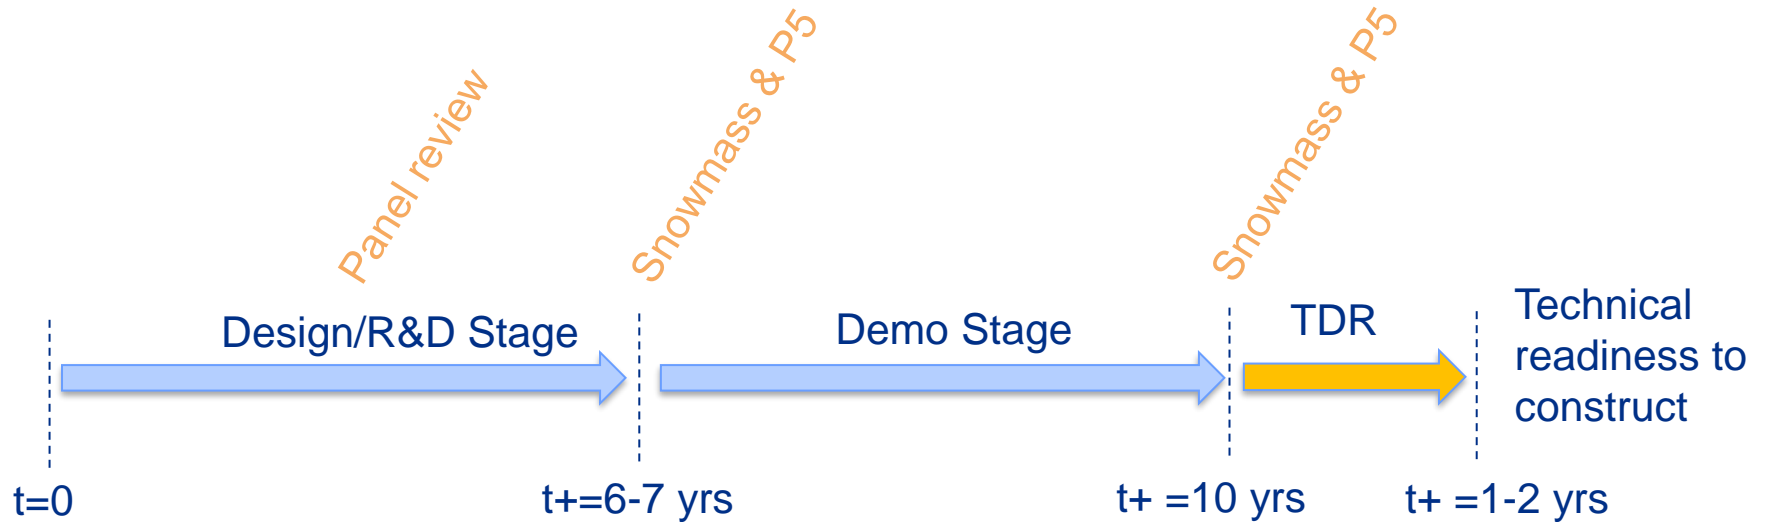 Panel review
Snowmass & P5
Snowmass & P5
Design/R&D Stage
Demo Stage
TDR
Technical
readiness to
construct
t=0
t+=6-7 yrs
t+ =10 yrs
t+ =1-2 yrs